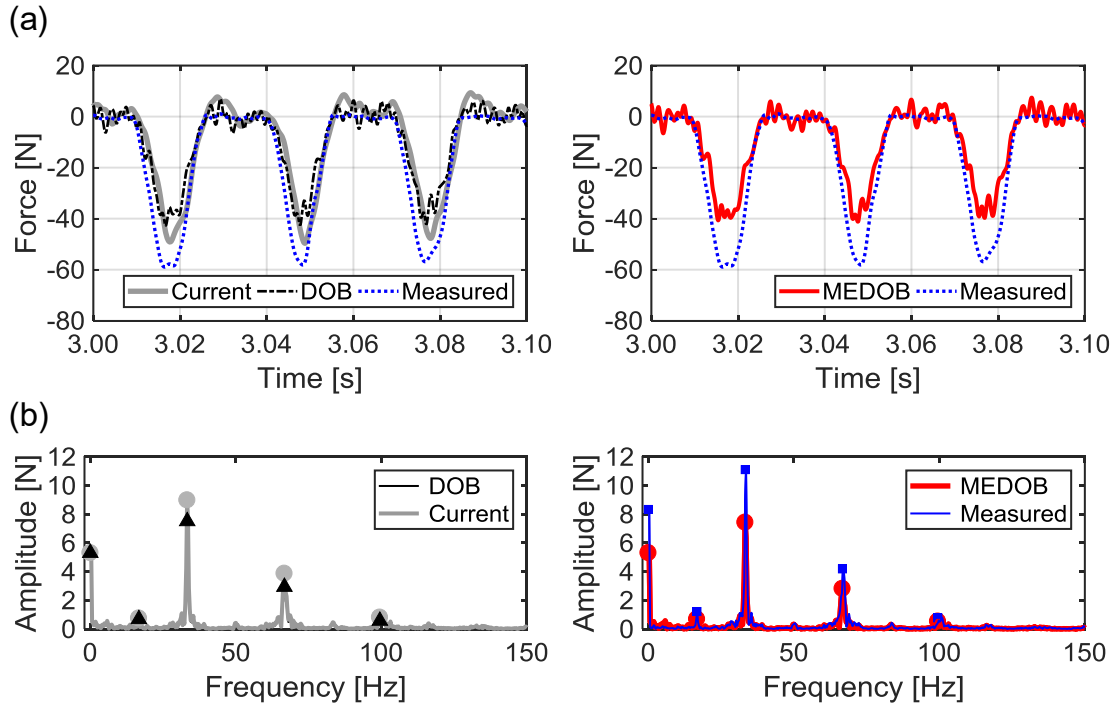 (a)
20
0
-20
-40
-60
-80
Force [N]
Current DOB Measured
3.00 3.02 3.04 3.06 3.08 3.10
Time [s]
20
0
-20
-40
-60
-80
Force [N]
MEDOB Measured
3.00 3.02 3.04 3.06 3.08 3.10
Time [s]
(b)
12
10
8
6
4
2
0
Amplitude [N]
DOB
Current
0 50 100 150
Frequency [Hz]
12
10
8
6
4
2
0
Amplitude [N]
MEDOB
Measured
0 50 100 150
Frequency [Hz]